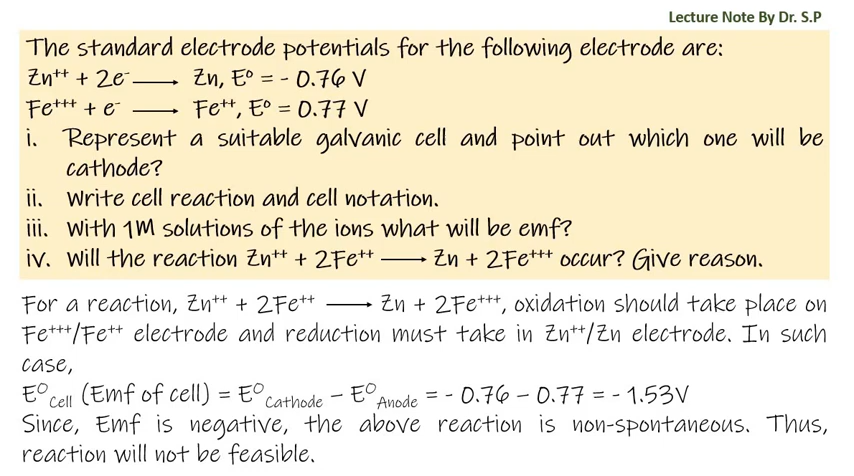 Lecture Note By Dr. S.P
The standard electrode potentials for the following electrode are:
Zn⁺⁺ + 2e⁻ ⟶ Zn, E⁰ = - 0.76 V
Fe⁺⁺⁺ + e⁻ ⟶ Fe⁺⁺, E⁰ = 0.77 V
i. Represent a suitable galvanic cell and point out which one will be
cathode?
ii. Write cell reaction and cell notation.
iii. With 1M solutions of the ions what will be emf?
iv. Will the reaction Zn⁺⁺ + 2Fe⁺⁺ ⟶ Zn + 2Fe⁺⁺⁺ occur? Give reason.
For a reaction, Zn⁺⁺ + 2Fe⁺⁺ ⟶ Zn + 2Fe⁺⁺⁺, oxidation should take place on
Fe⁺⁺⁺/Fe⁺⁺ electrode and reduction must take in Zn⁺⁺/Zn electrode. In such
case,
E⁰Cell (Emf of cell) = E⁰Cathode – E⁰Anode = - 0.76 – 0.77 = - 1.53V
Since, Emf is negative, the above reaction is non-spontaneous. Thus,
reaction will not be feasible.